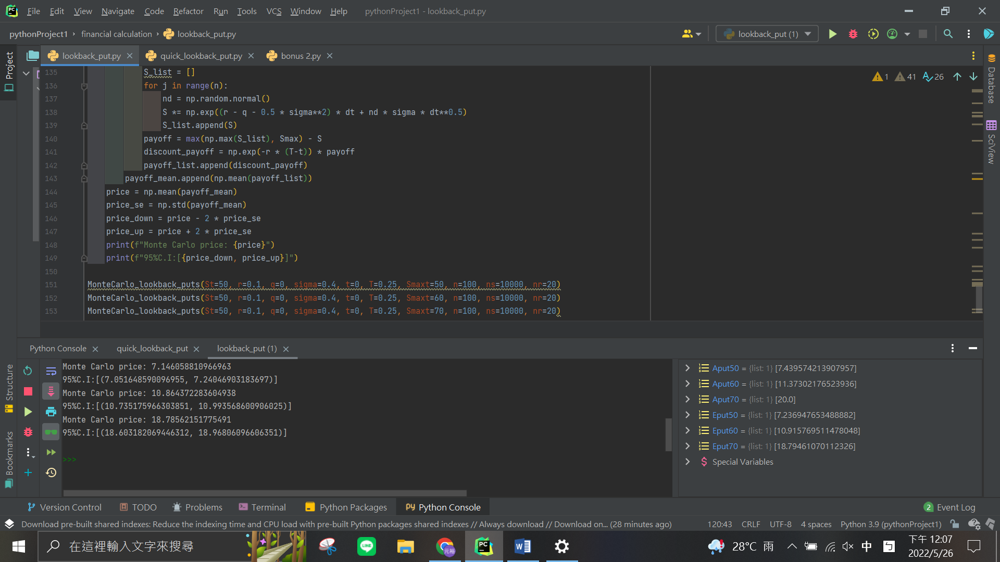 File Edit View Navigate Code Refactor Run Tools VCS Window Help pythonProject1 - lookback_put.py
pythonProject1 › financial calculation › lookback_put.py lookback_put (1)
lookback_put.py quick_lookback_put.py bonus 2.py
Project
Database
SciView
1 41 26
135 S_list = []
136 for j in range(n):
137 nd = np.random.normal()
138 S *= np.exp((r - q - 0.5 * sigma**2) * dt + nd * sigma * dt**0.5)
139 S_list.append(S)
140 payoff = max(np.max(S_list), Smax) - S
141 discount_payoff = np.exp(-r * (T-t)) * payoff
142 payoff_list.append(discount_payoff)
143 payoff_mean.append(np.mean(payoff_list))
144 price = np.mean(payoff_mean)
145 price_se = np.std(payoff_mean)
146 price_down = price - 2 * price_se
147 price_up = price + 2 * price_se
148 print(f"Monte Carlo price: {price}")
149 print(f"95%C.I:[{price_down, price_up}]")
150
151 MonteCarlo_lookback_puts(St=50, r=0.1, q=0, sigma=0.4, t=0, T=0.25, Smaxt=50, n=100, ns=10000, nr=20)
152 MonteCarlo_lookback_puts(St=50, r=0.1, q=0, sigma=0.4, t=0, T=0.25, Smaxt=60, n=100, ns=10000, nr=20)
153 MonteCarlo_lookback_puts(St=50, r=0.1, q=0, sigma=0.4, t=0, T=0.25, Smaxt=70, n=100, ns=10000, nr=20)
Python Console quick_lookback_put lookback_put (1)
Structure
Bookmarks
Monte Carlo price: 7.146058810966963
95%C.I:[(7.051648590096955, 7.24046903183697)]
Monte Carlo price: 10.864372283604938
95%C.I:[(10.735175966303851, 10.993568600906025)]
Monte Carlo price: 18.78562151775491
95%C.I:[(18.603182069446312, 18.96806096606351)]
>>>
Aput50 = {list: 1} [7.439574213907957]
Aput60 = {list: 1} [11.37302176523936]
Aput70 = {list: 1} [20.0]
Eput50 = {list: 1} [7.236947653488882]
Eput60 = {list: 1} [10.915769511478048]
Eput70 = {list: 1} [18.79461070112326]
Special Variables
Version Control TODO Problems Terminal Python Packages Python Console 2 Event Log
Download pre-built shared indexes: Reduce the indexing time and CPU load with pre-built Python packages shared indexes // Always download // Download on... (28 minutes ago) 120:43 CRLF UTF-8 4 spaces Python 3.9 (pythonProject1)
在這裡輸入文字來搜尋 LINE 元裕 PC W 28°C 雨 中 ㄅ 下午 12:07
2022/5/26